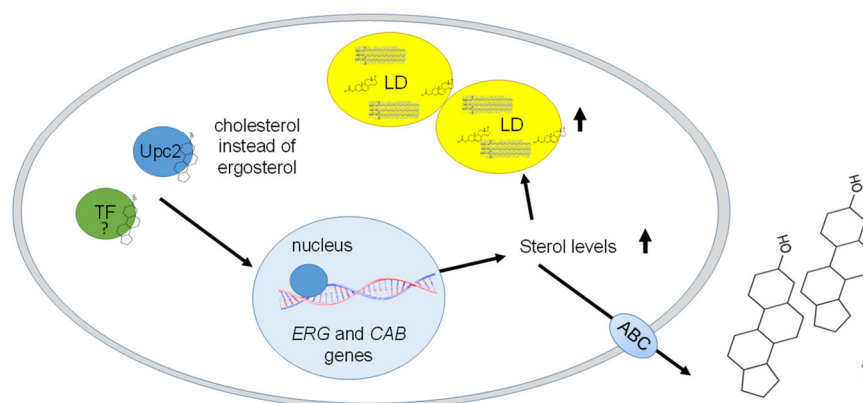 LD
LD
cholesterol
instead of
ergosterol
Upc2
TF
?
nucleus
ERG and CAB
genes
Sterol levels
ABC
HO
HO